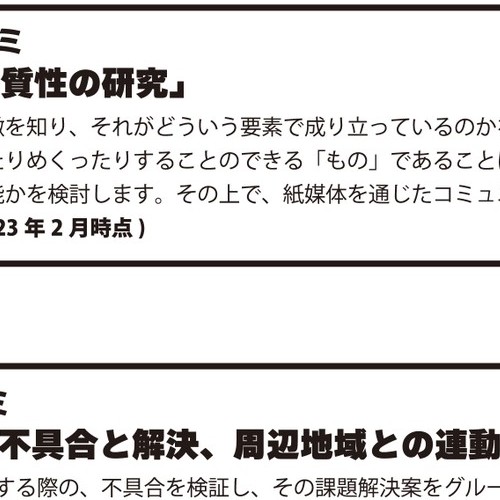 ミ
質性の研究」
徴を知り、それがどういう要素で成り立っているのか
たりめくったりすることのできる「もの」であること
能かを検討します。その上で、紙媒体を通じたコミュ
23 年 2 月時点 )
ミ
不具合と解決、周辺地域との連動
する際の、不具合を検証し、その課題解決案をグルー